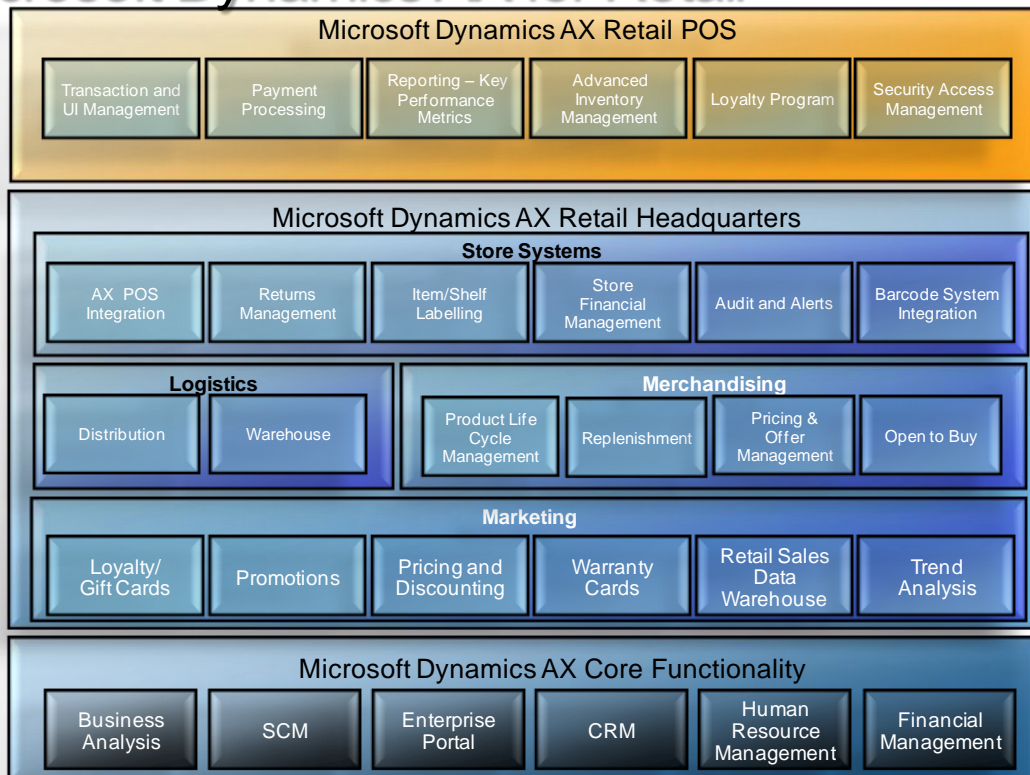 Microsoft Dynamics AX Retail POS
Transaction and
UI Management
Payment
Processing
Reporting – Key
Performance
Metrics
Advanced
Inventory
Management
Loyalty Program
Security Access
Management
Microsoft Dynamics AX Retail Headquarters
Store Systems
AX POS
Integration
Returns
Management
Item/Shelf
Labelling
Store
Financial
Management
Audit and Alerts
Barcode System
Integration
Logistics
Distribution
Warehouse
Merchandising
Product Life
Cycle
Management
Replenishment
Pricing &
Offer
Management
Open to Buy
Marketing
Loyalty/
Gift Cards
Promotions
Pricing and
Discounting
Warranty
Cards
Retail Sales
Data
Warehouse
Trend
Analysis
Microsoft Dynamics AX Core Functionality
Business
Analysis
SCM
Enterprise
Portal
CRM
Human
Resource
Management
Financial
Management